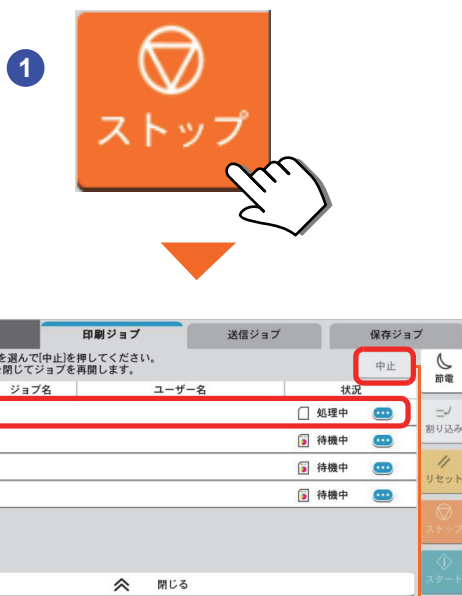 1
ストップ
印刷ジョブ
送信ジョブ
保存ジョブ
を選んで[中止]を押してください。
閉じてジョブを再開します。
中止
節電
ジョブ名
ユーザー名
状況
処理中
割り込み
待機中
待機中
リセット
待機中
ストップ
スタート
閉じる